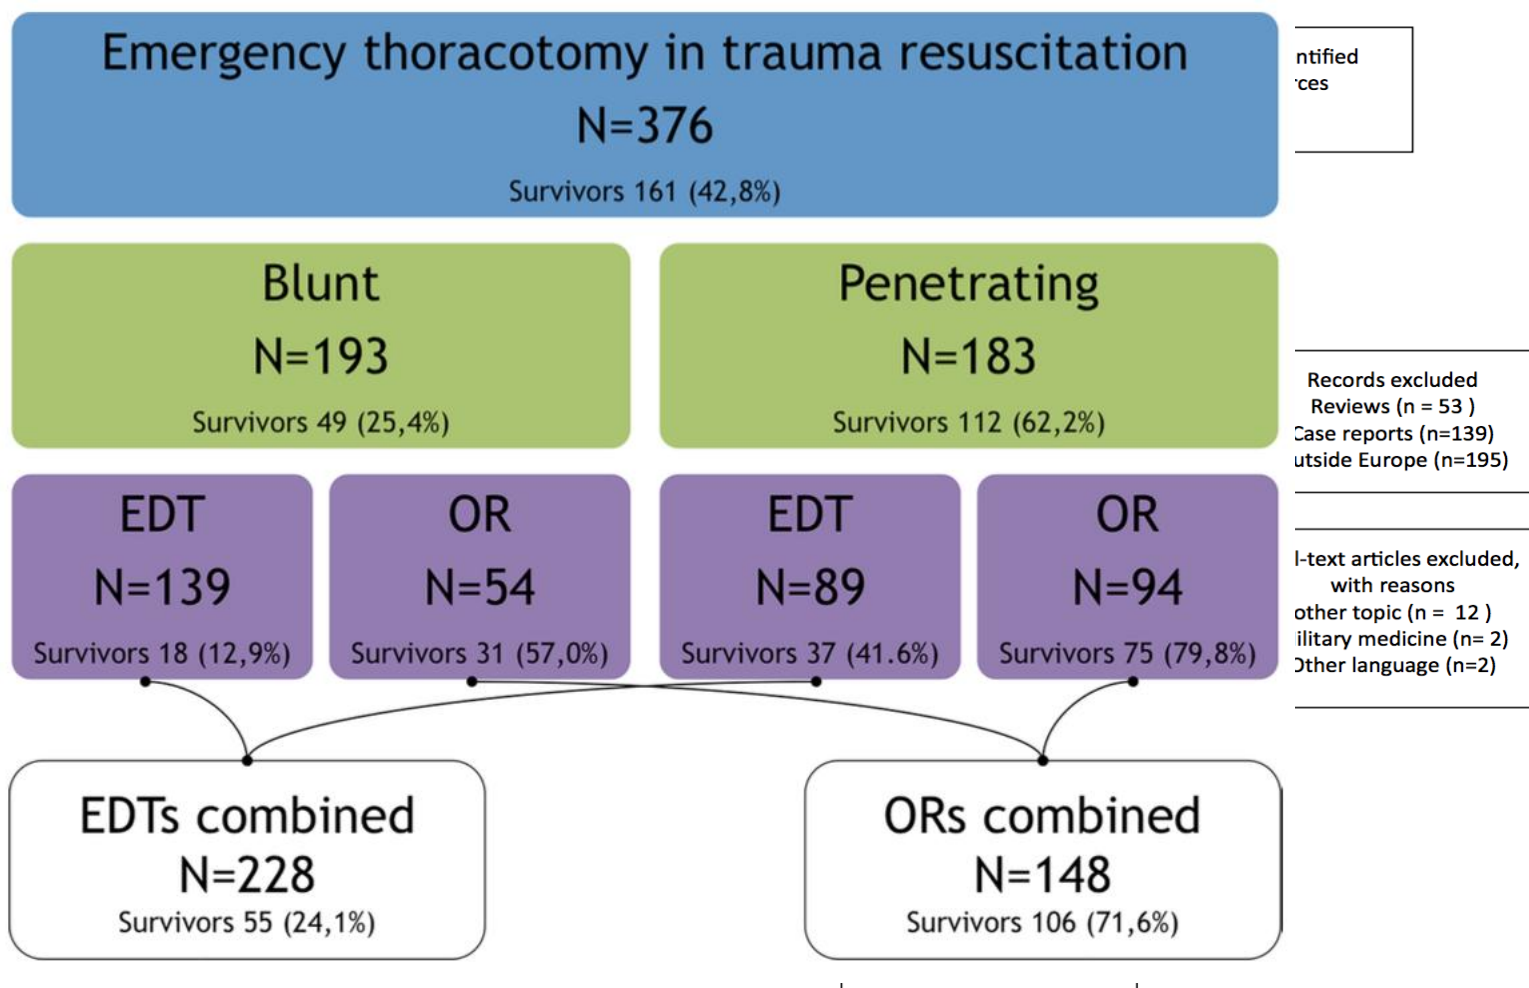 Emergency thoracotomy in trauma resuscitation
N=376
Survivors 161 (42,8%)
Blunt
N=193
Survivors 49 (25,4%)
Penetrating
N=183
Survivors 112 (62,2%)
EDT
N=139
Survivors 18 (12,9%)
OR
N=54
Survivors 31 (57,0%)
EDT
N=89
Survivors 37 (41.6%)
OR
N=94
Survivors 75 (79,8%)
EDTs combined
N=228
Survivors 55 (24,1%)
ORs combined
N=148
Survivors 106 (71,6%)
ntified
rces
Records excluded
Reviews (n = 53 )
Case reports (n=139)
utside Europe (n=195)
l-text articles excluded,
with reasons
other topic (n =  12 )
ilitary medicine (n= 2)
Other language (n=2)